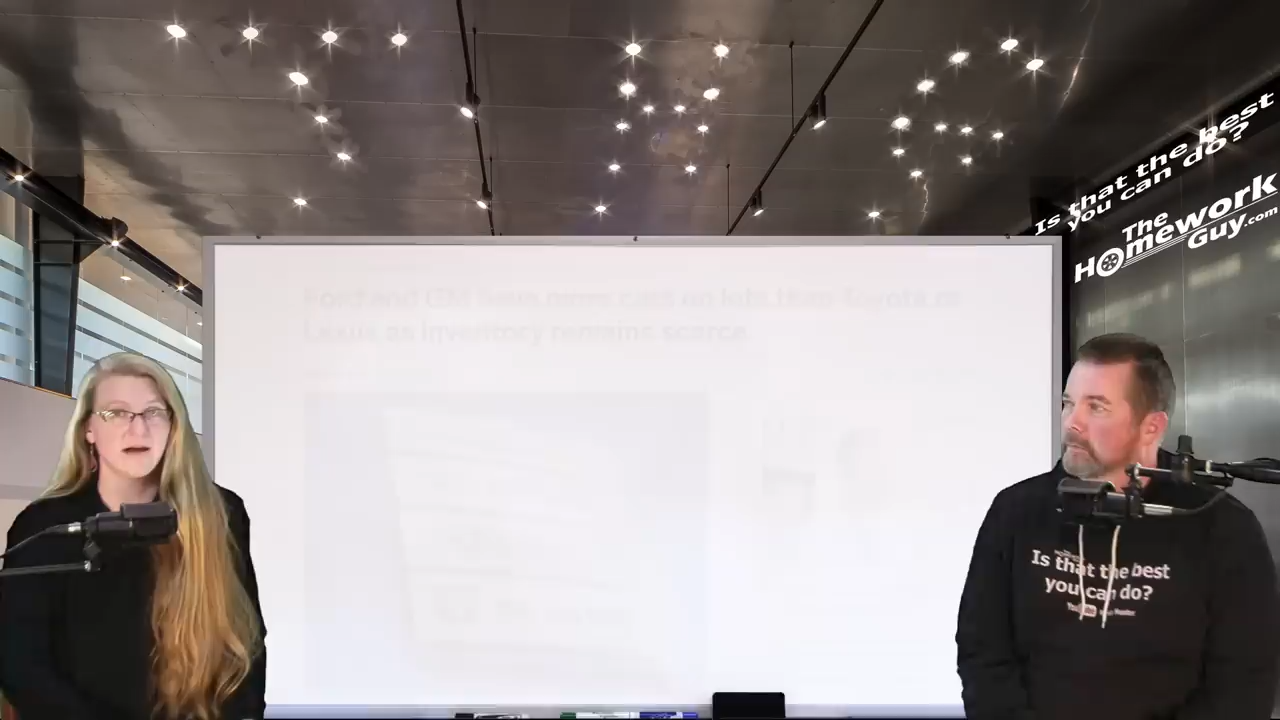 Is that the best
you can do?
The
Homework
Guy.com
Ford and GM have more cars on lots than Toyota or
Lexus as inventory remains scarce
Is that the best
you can do?
YouTube